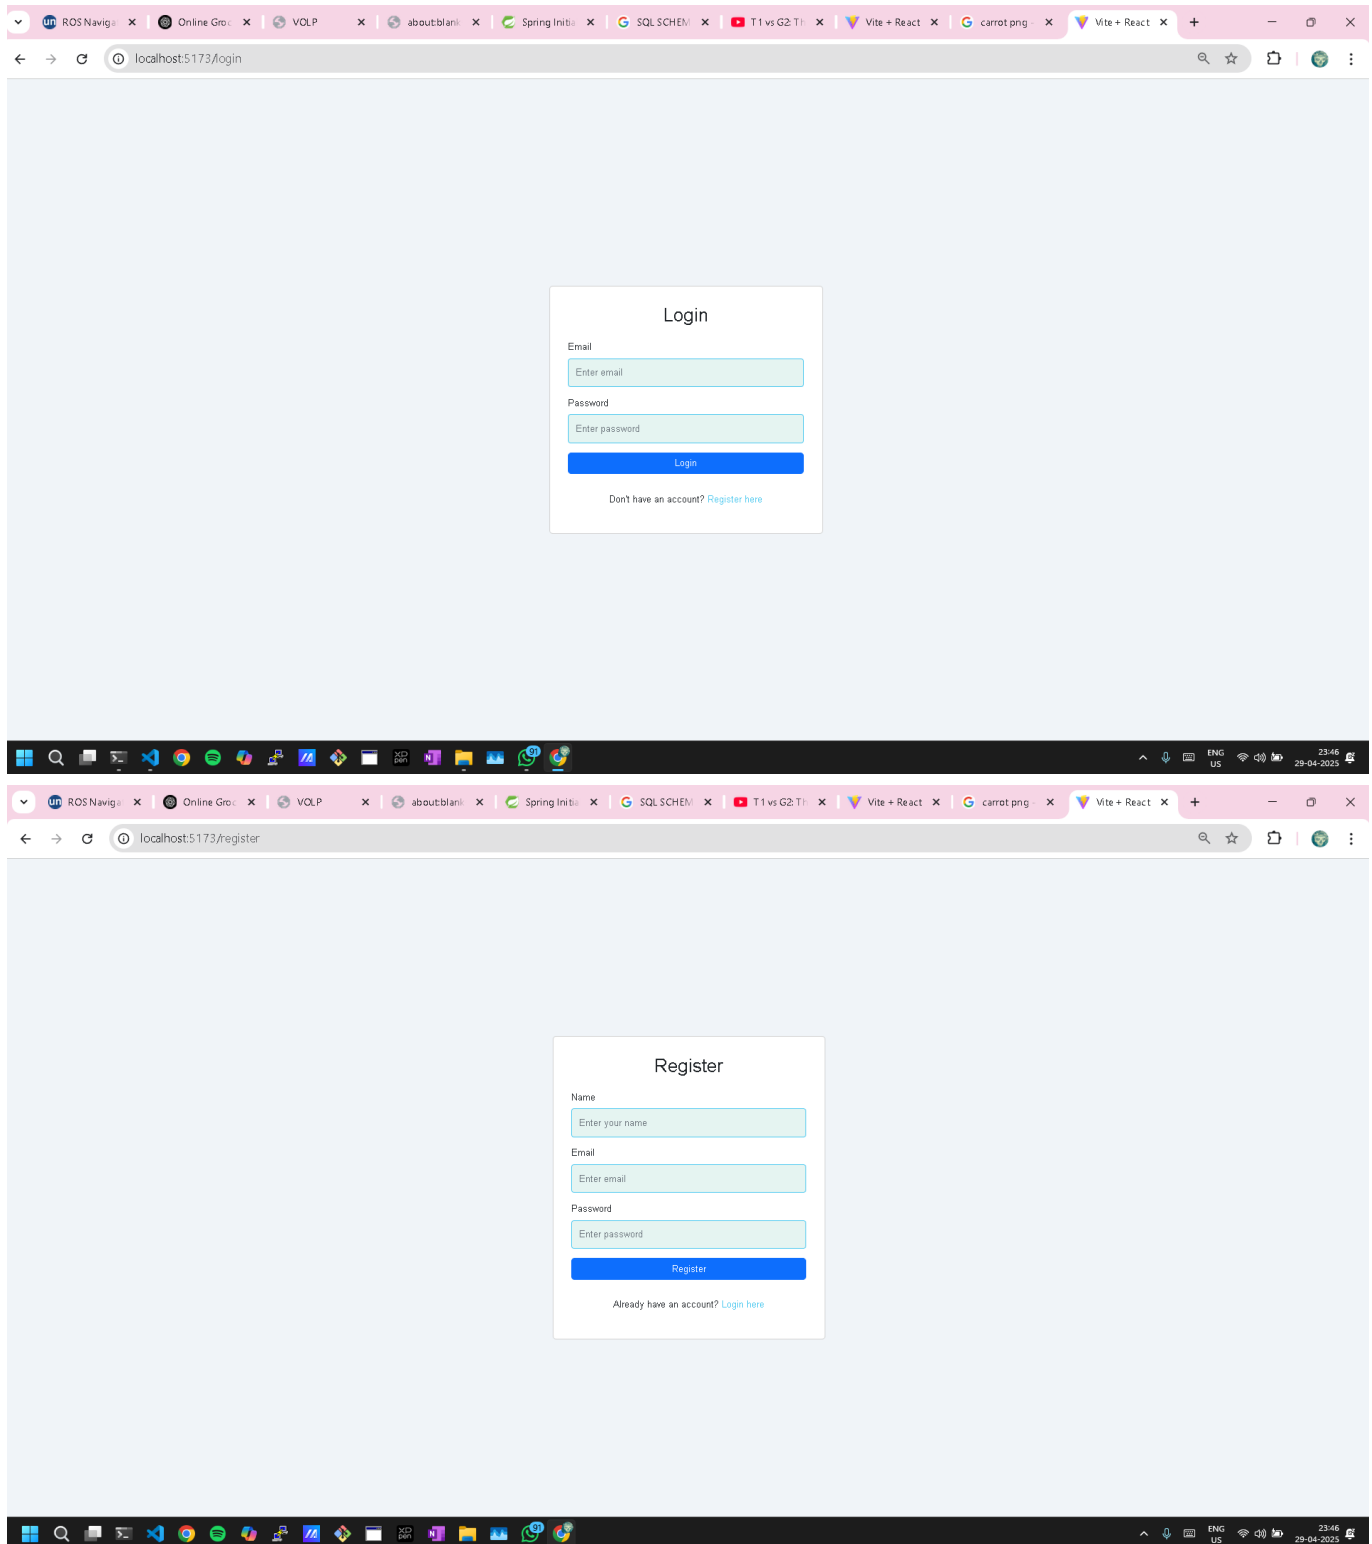 ROS Naviga Online Groc VOLP about:blank Spring Initia SQL SCHEM T1 vs G2: Th Vite + React carrot png - Vite + React
localhost:5173/login
Login
Email
Enter email
Password
Enter password
Login
Don't have an account? Register here
91
ENG
US
23:46
29-04-2025
ROS Naviga Online Groc VOLP about:blank Spring Initia SQL SCHEM T1 vs G2: Th Vite + React carrot png - Vite + React
localhost:5173/register
Register
Name
Enter your name
Email
Enter email
Password
Enter password
Register
Already have an account? Login here
91
ENG
US
23:46
29-04-2025